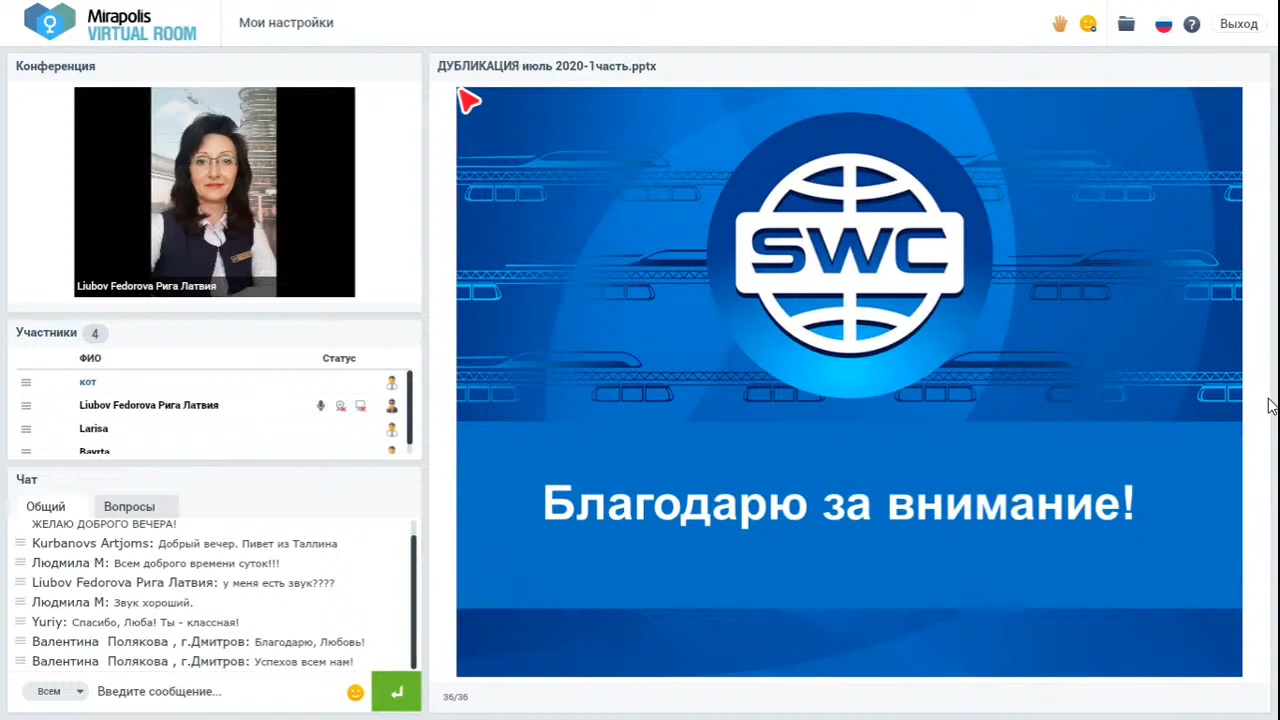 Mirapolis
VIRTUAL ROOM
Мои настройки
?
Выход
Конференция
Liubov Fedorova Рига Латвия
Участники 4
ФИО Статус
кот
Liubov Fedorova Рига Латвия
Larisa
Bayrta
Чат
Общий Вопросы
ЖЕЛАЮ ДОБРОГО ВЕЧЕРА!
Kurbanovs Artjoms: Добрый вечер. Пивет из Таллина
Людмила М: Всем доброго времени суток!!!
Liubov Fedorova Рига Латвия: у меня есть звук????
Людмила М: Звук хороший.
Yuriy: Спасибо, Люба! Ты - классная!
Валентина Полякова , г.Дмитров: Благодарю, Любовь!
Валентина Полякова , г.Дмитров: Успехов всем нам!
Всем Введите сообщение...
ДУБЛИКАЦИЯ июль 2020-1часть.pptx
SWC
Благодарю за внимание!
36/36